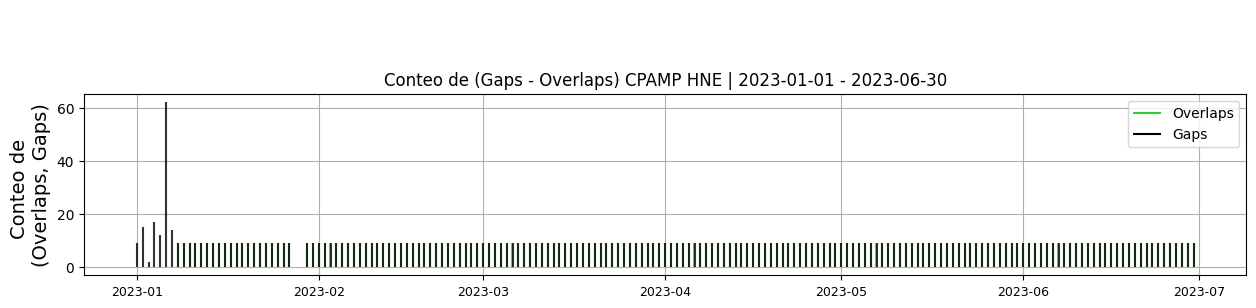 Conteo de (Gaps - Overlaps) CPAMP HNE | 2023-01-01 - 2023-06-30
Conteo de
(Overlaps, Gaps)
60
40
20
0
Overlaps
Gaps
2023-01
2023-02
2023-03
2023-04
2023-05
2023-06
2023-07